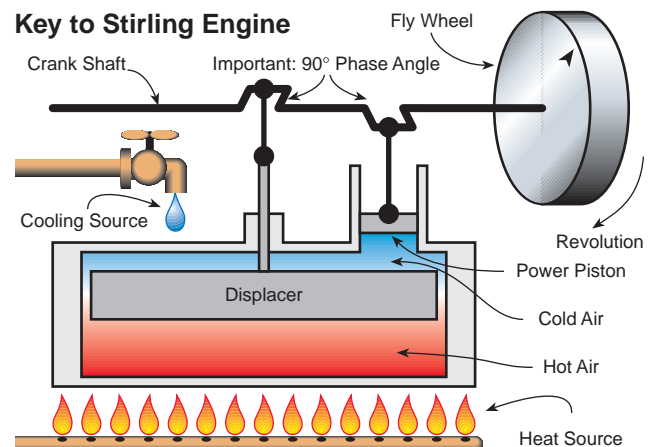 Key to Stirling Engine
Fly Wheel
Crank Shaft
Important: 90° Phase Angle
Cooling Source
Revolution
Power Piston
Displacer
Cold Air
Hot Air
Heat Source